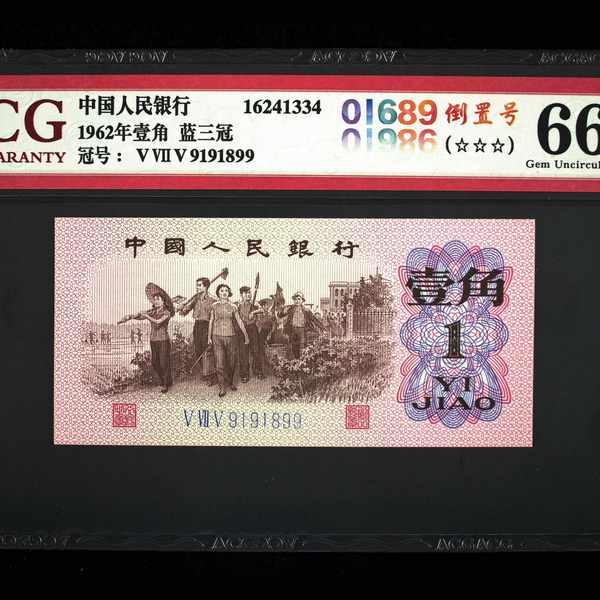 CG
ARRANTY
中国人民银行 16241334
1962年壹角 蓝三冠
冠号: V VII V 9191899
01689 倒置号
01986 (☆☆☆)
66
Gem Uncircul
中國人民銀行
壹角
1
YI
JIAO
V VII V 9191899